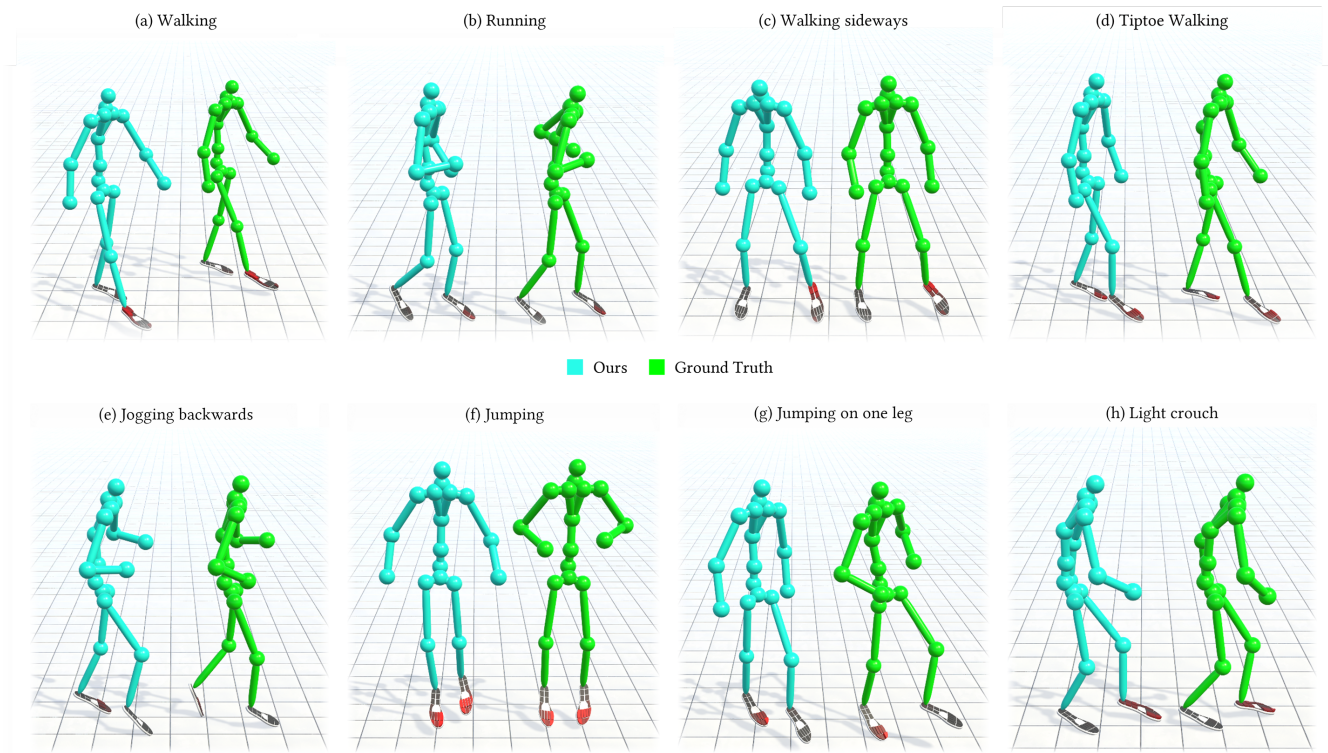 (a) Walking
(b) Running
(c) Walking sideways
(d) Tiptoe Walking
Ours
Ground Truth
(e) Jogging backwards
(f) Jumping
(g) Jumping on one leg
(h) Light crouch